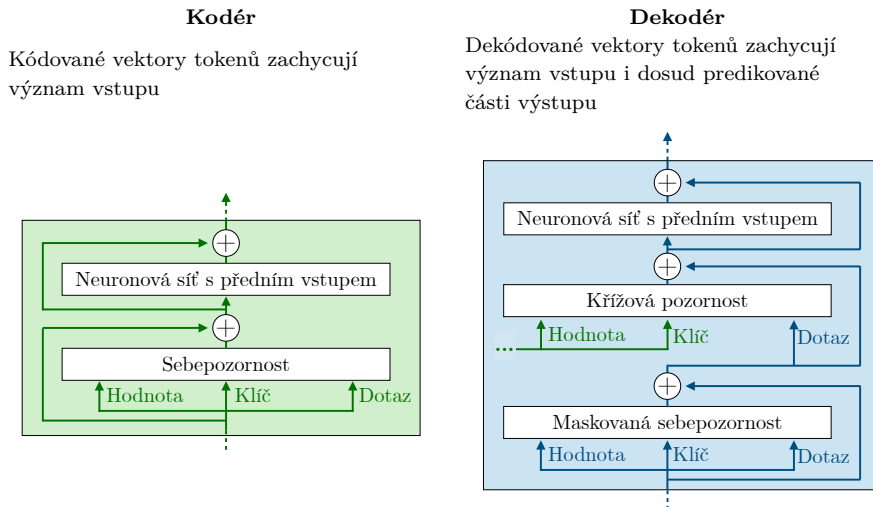 Kodér
Kódované vektory tokenů zachycují
význam vstupu
Neuronová síť s předním vstupem
Sebepozornost
Hodnota
Klíč
Dotaz
Dekodér
Dekódované vektory tokenů zachycují
význam vstupu i dosud predikované
části výstupu
Neuronová síť s předním vstupem
Křížová pozornost
...
Hodnota
Klíč
Dotaz
Maskovaná sebepozornost
Hodnota
Klíč
Dotaz